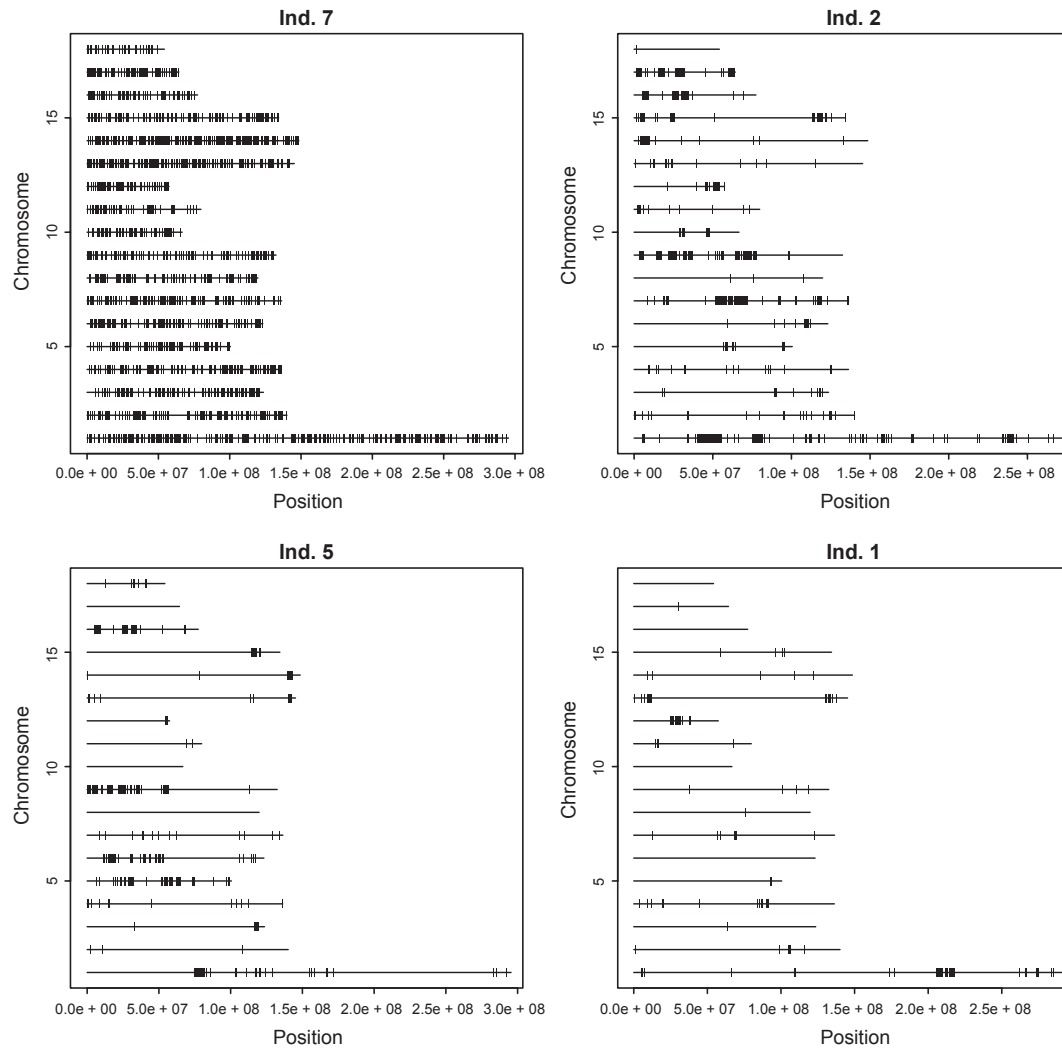 Ind. 7
Chromosome
15
10
5
0.0e + 00 5.0e + 07 1.0e + 08 1.5e + 08 2.0e + 08 2.5e + 08 3.0e + 08
Position
Ind. 2
Chromosome
15
10
5
0.0e + 00 5.0e + 07 1.0e + 08 1.5e + 08 2.0e + 08 2.5e + 08
Position
Ind. 5
Chromosome
15
10
5
0.0e + 00 5.0e + 07 1.0e + 08 1.5e + 08 2.0e + 08 2.5e + 08 3.0e + 08
Position
Ind. 1
Chromosome
15
10
5
0.0e + 00 5.0e + 07 1.0e + 08 1.5e + 08 2.0e + 08 2.5e + 08
Position